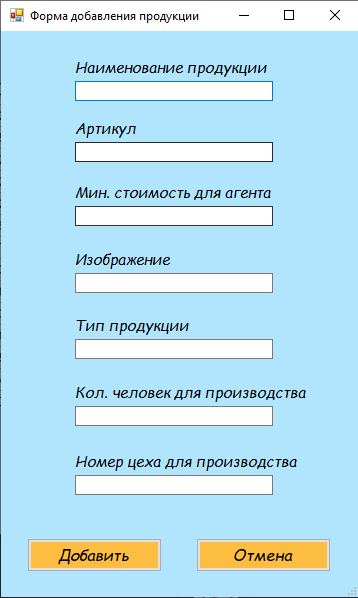 Форма добавления продукции
Наименование продукции
Артикул
Мин. стоимость для агента
Изображение
Тип продукции
Кол. человек для производства
Номер цеха для производства
Добавить
Отмена